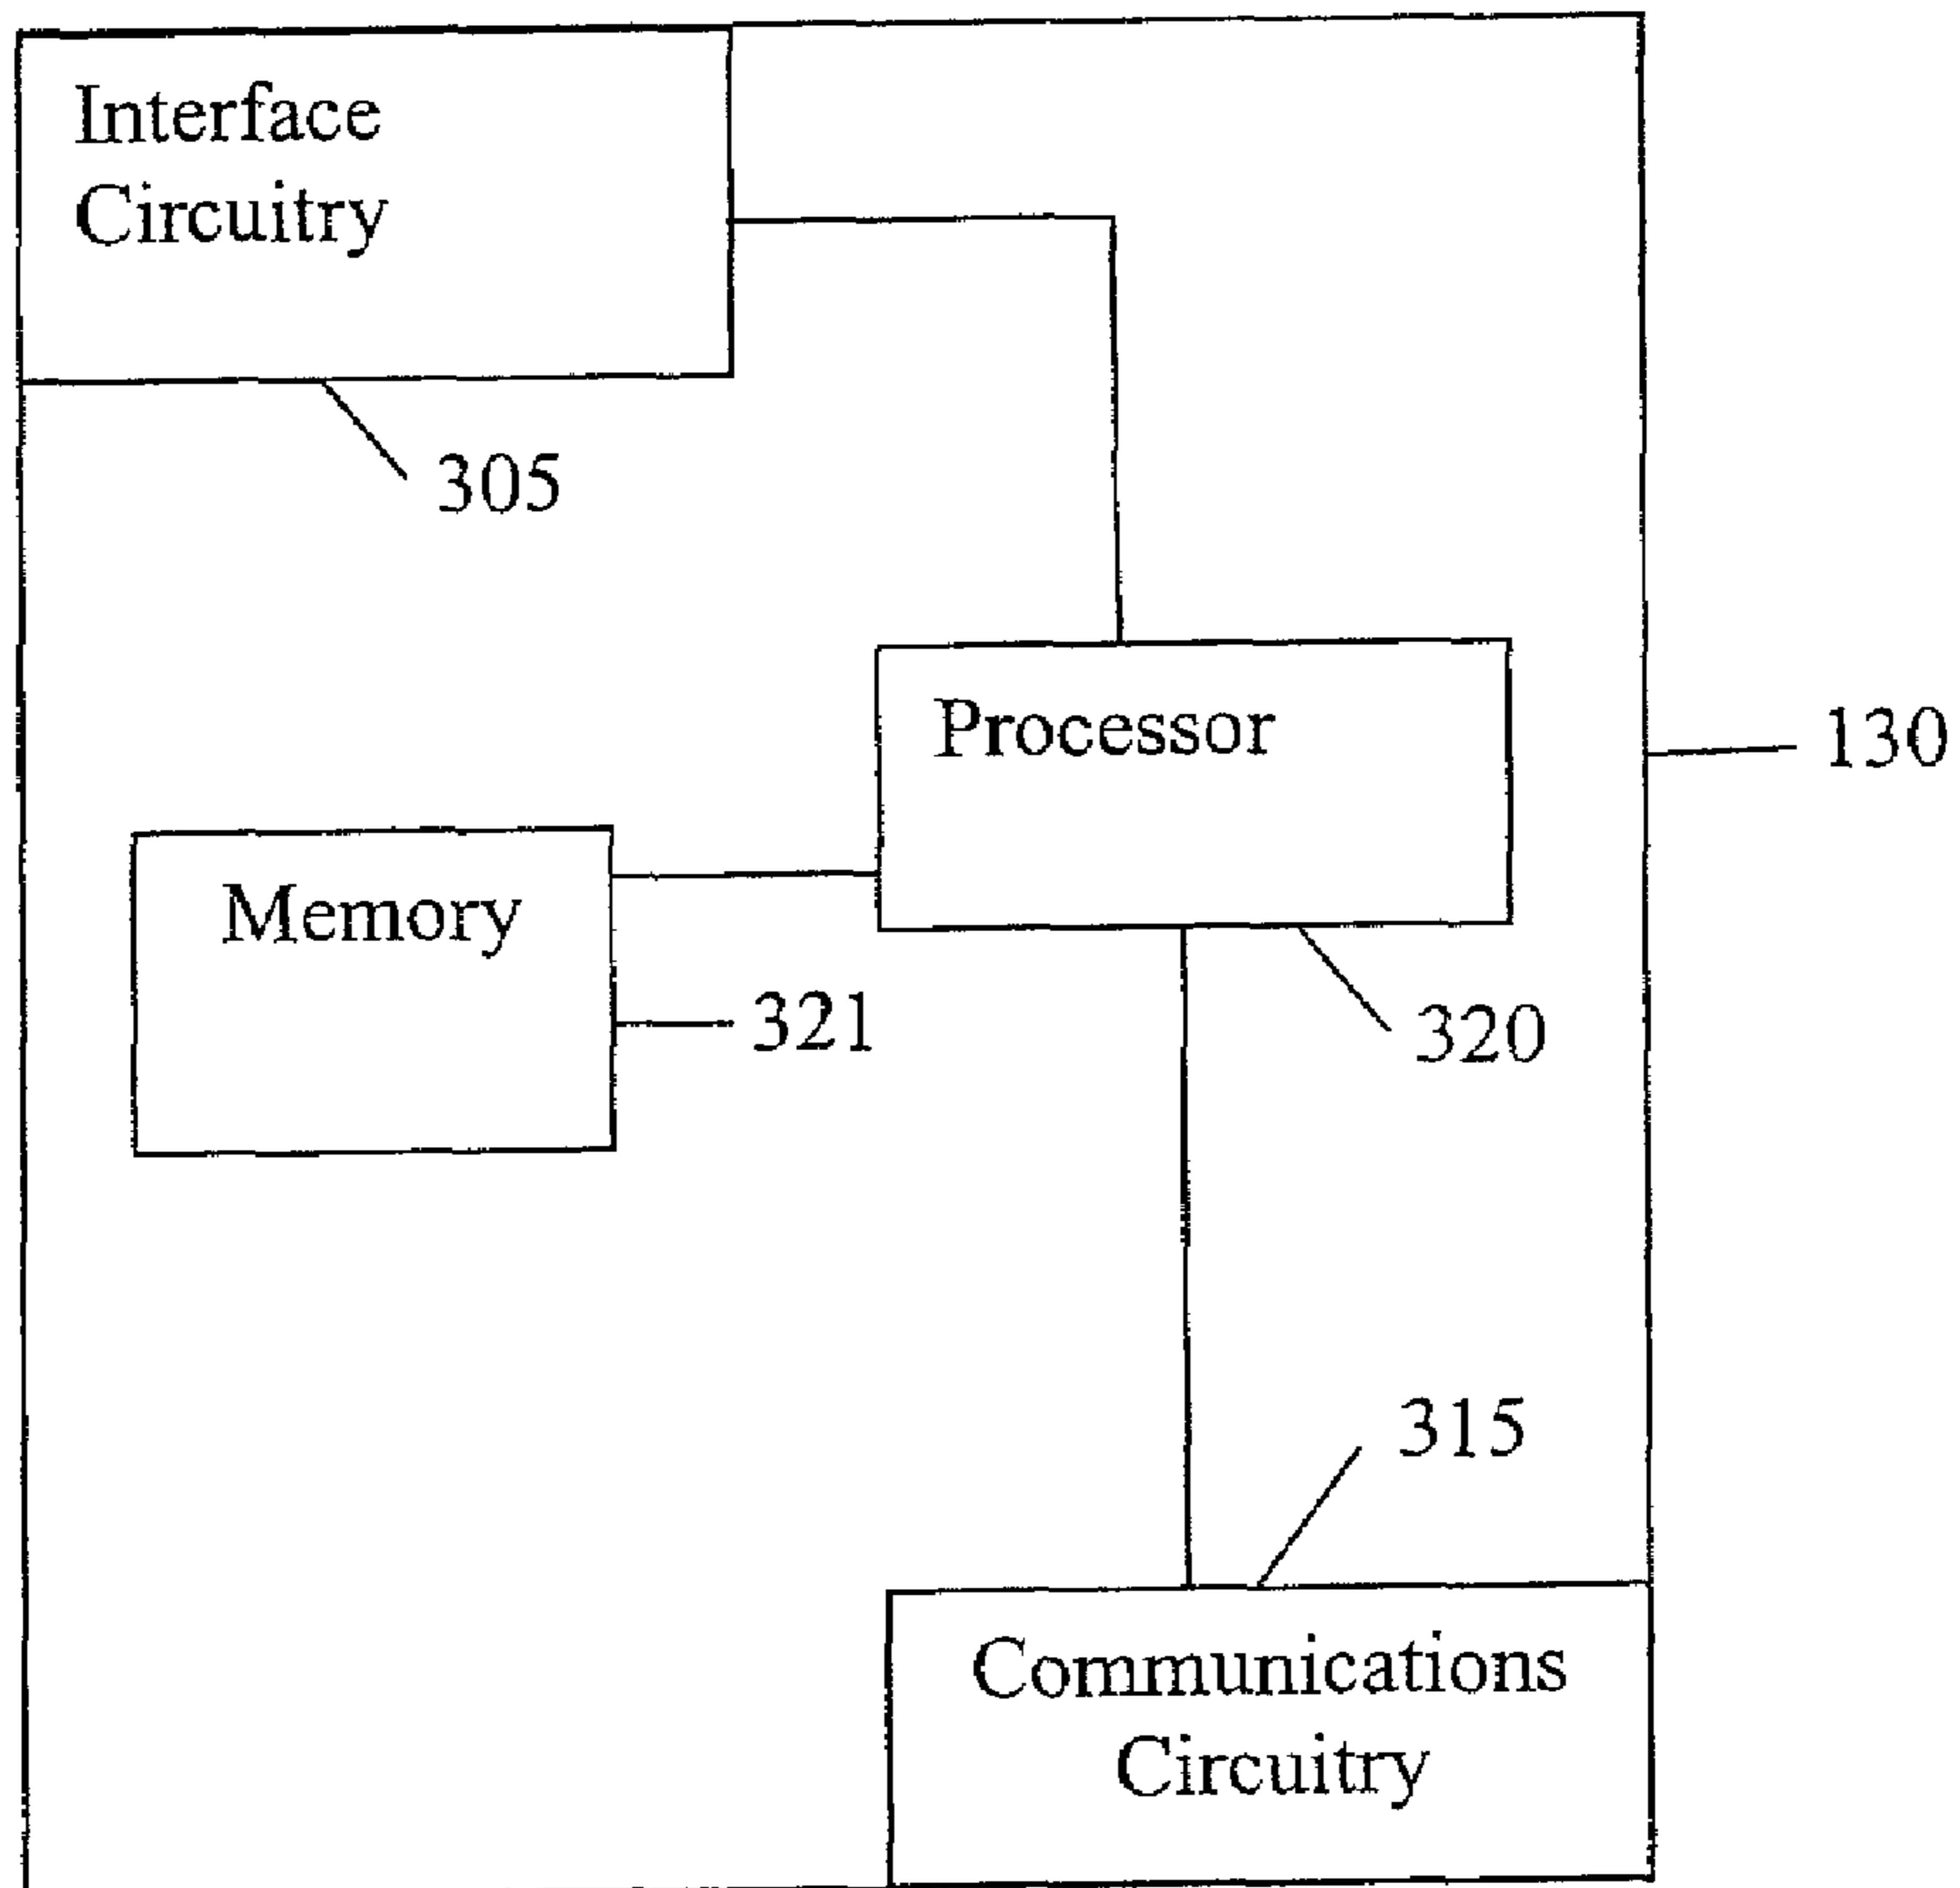 Interface
Circuitry
305
Processor
130
Memory
321
320
315
Communications
Circuitry